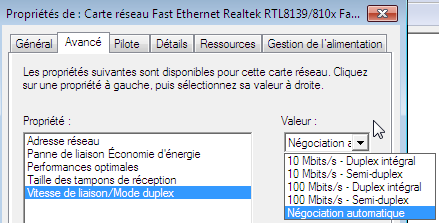 Propriétés de : Carte réseau Fast Ethernet Realtek RTL8139/810x Fa...
Général
Avancé
Pilote
Détails
Ressources
Gestion de l'alimentation
Les propriétés suivantes sont disponibles pour cette carte réseau. Cliquez
sur une propriété à gauche, puis sélectionnez sa valeur à droite.
Propriété :
Adresse réseau
Panne de liaison Économie d'énergie
Performances optimales
Taille des tampons de réception
Vitesse de liaison/Mode duplex
Valeur :
Négociation a
10 Mbits/s - Duplex intégral
10 Mbits/s - Semi-duplex
100 Mbits/s - Duplex intégral
100 Mbits/s - Semi-duplex
Négociation automatique